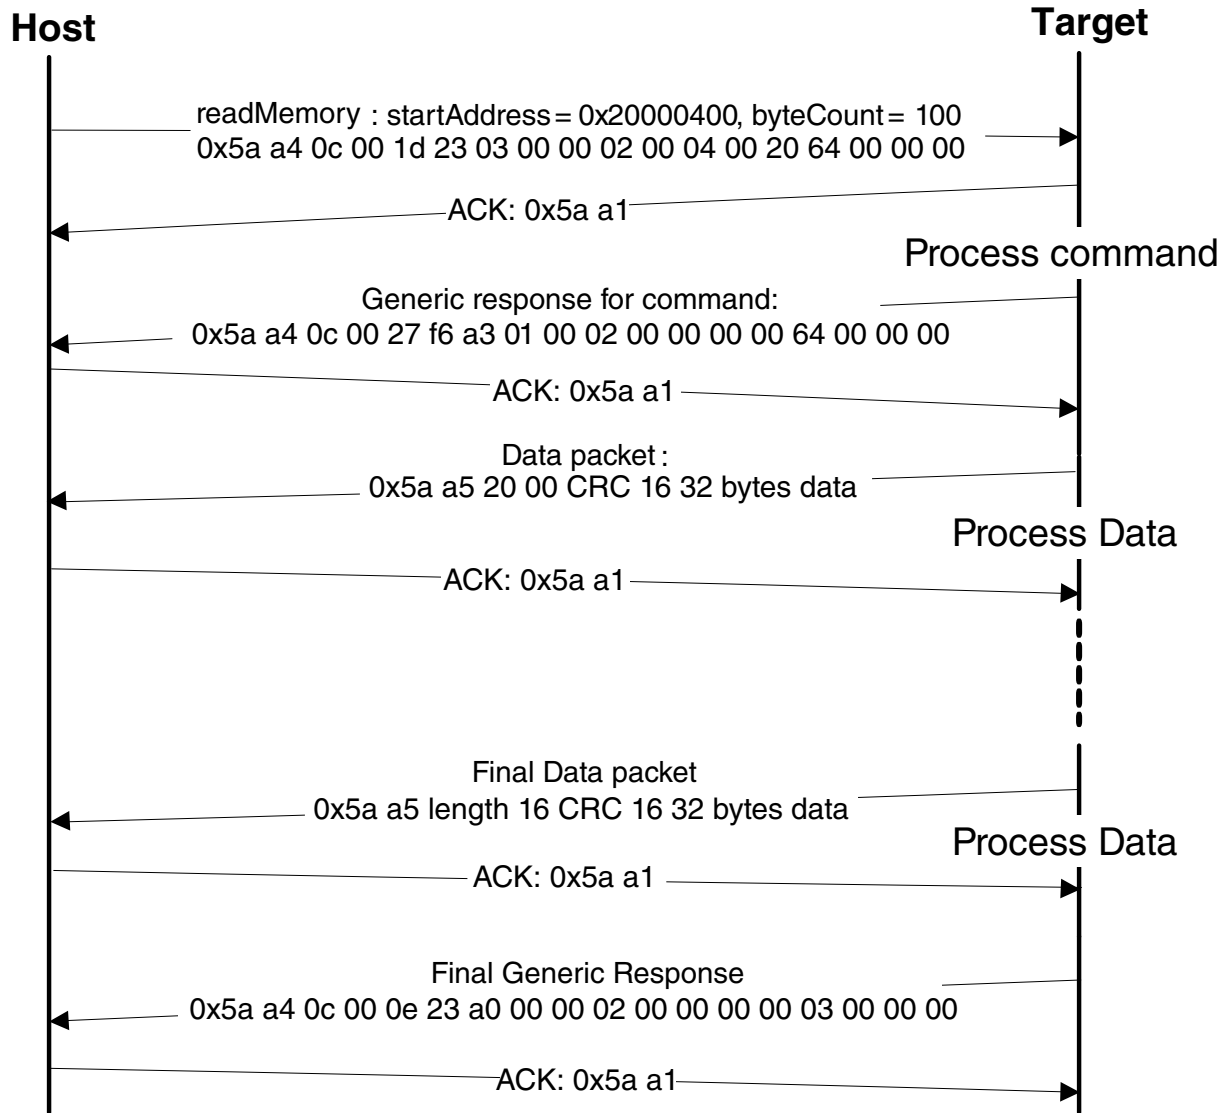 Host
Target
readMemory : startAddress = 0x20000400, byteCount = 100
0x5a a4 0c 00 1d 23 03 00 00 02 00 04 00 20 64 00 00 00
ACK: 0x5a a1
Process command
Generic response for command:
0x5a a4 0c 00 27 f6 a3 01 00 02 00 00 00 00 64 00 00 00
ACK: 0x5a a1
Data packet :
0x5a a5 20 00 CRC 16 32 bytes data
Process Data
ACK: 0x5a a1
Final Data packet
0x5a a5 length 16 CRC 16 32 bytes data
Process Data
ACK: 0x5a a1
Final Generic Response
0x5a a4 0c 00 0e 23 a0 00 00 02 00 00 00 00 03 00 00 00
ACK: 0x5a a1